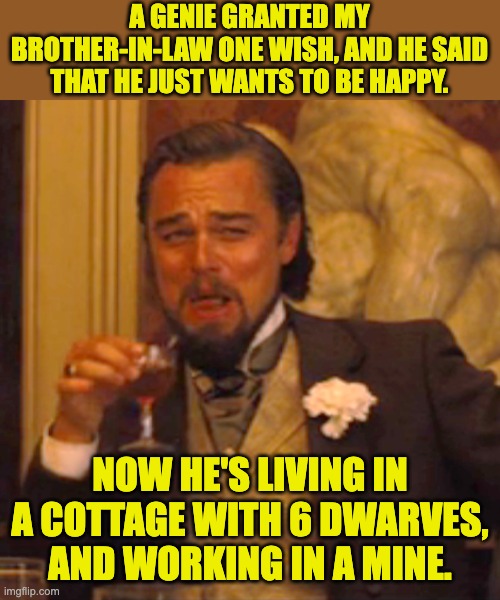 A GENIE GRANTED MY
BROTHER-IN-LAW ONE WISH, AND HE SAID
THAT HE JUST WANTS TO BE HAPPY.
NOW HE'S LIVING IN
A COTTAGE WITH 6 DWARVES,
AND WORKING IN A MINE.
imgflip.com